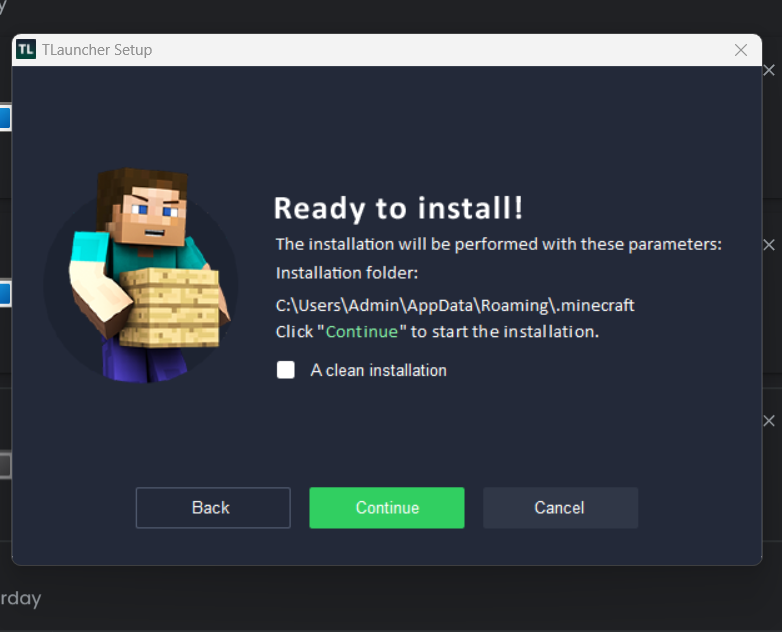 y
TL TLauncher Setup
Ready to install!
The installation will be performed with these parameters:
Installation folder:
C:\Users\Admin\AppData\Roaming\.minecraft
Click "Continue" to start the installation.
A clean installation
Back
Continue
Cancel
rday